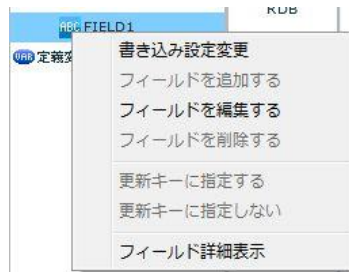 RDB
ABC FIELD1
VAR 定義変
書き込み設定変更
フィールドを追加する
フィールドを編集する
フィールドを削除する
更新キーに指定する
更新キーに指定しない
フィールド詳細表示